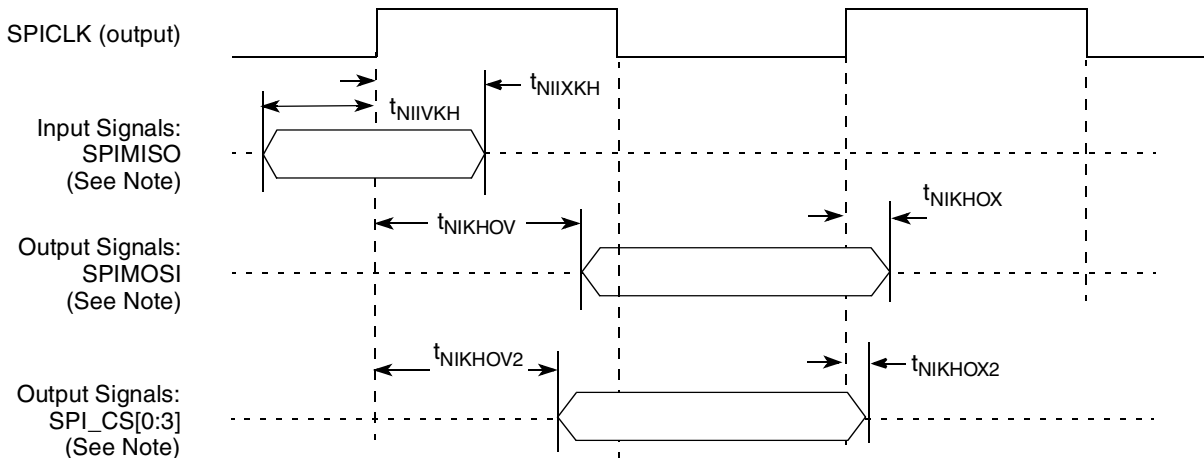 SPICLK (output)
tNIIXKH
tNIIVKH
Input Signals:
SPIMISO
(See Note)
tNIKHOX
tNIKHOV
Output Signals:
SPIMOSI
(See Note)
tNIKHOV2
tNIKHOX2
Output Signals:
SPI_CS[0:3]
(See Note)